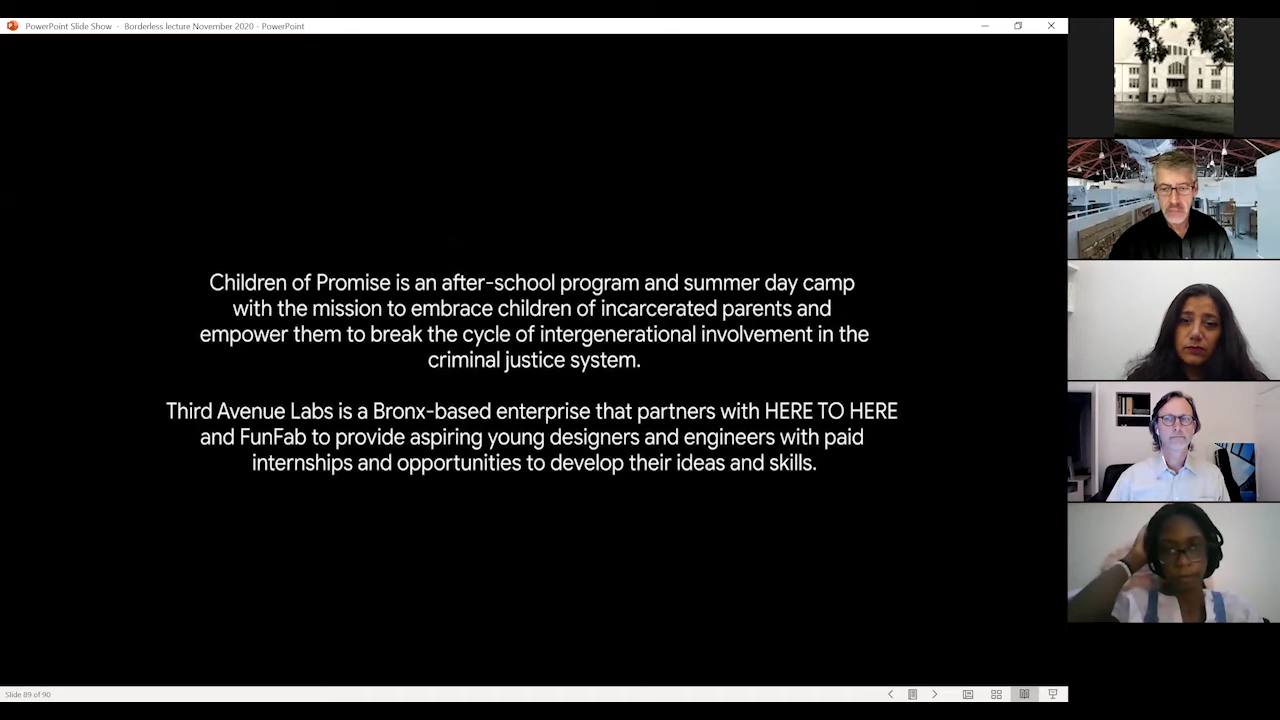 PowerPoint Slide Show - Borderless lecture November 2020 - PowerPoint
Children of Promise is an after-school program and summer day camp
with the mission to embrace children of incarcerated parents and
empower them to break the cycle of intergenerational involvement in the
criminal justice system.
Third Avenue Labs is a Bronx-based enterprise that partners with HERE TO HERE
and FunFab to provide aspiring young designers and engineers with paid
internships and opportunities to develop their ideas and skills.
Slide 89 of 90